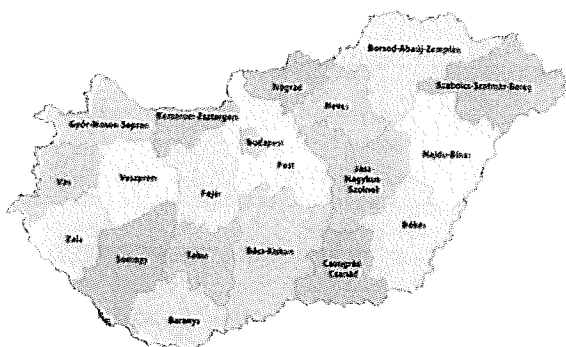 Borsod-Abaúj-Zemplén
Nógrád
Szabolcs-Szatmár-Bereg
Heves
Komárom-Esztergom
Győr-Moson-Sopron
Budapest
Pest
Jász
Nagykun
Szolnok
Hajdú-Bihar
Vas
Veszprém
Fejér
Békés
Zala
Somogy
Tolna
Bács-Kiskun
Csongrád
Csanád
Baranya